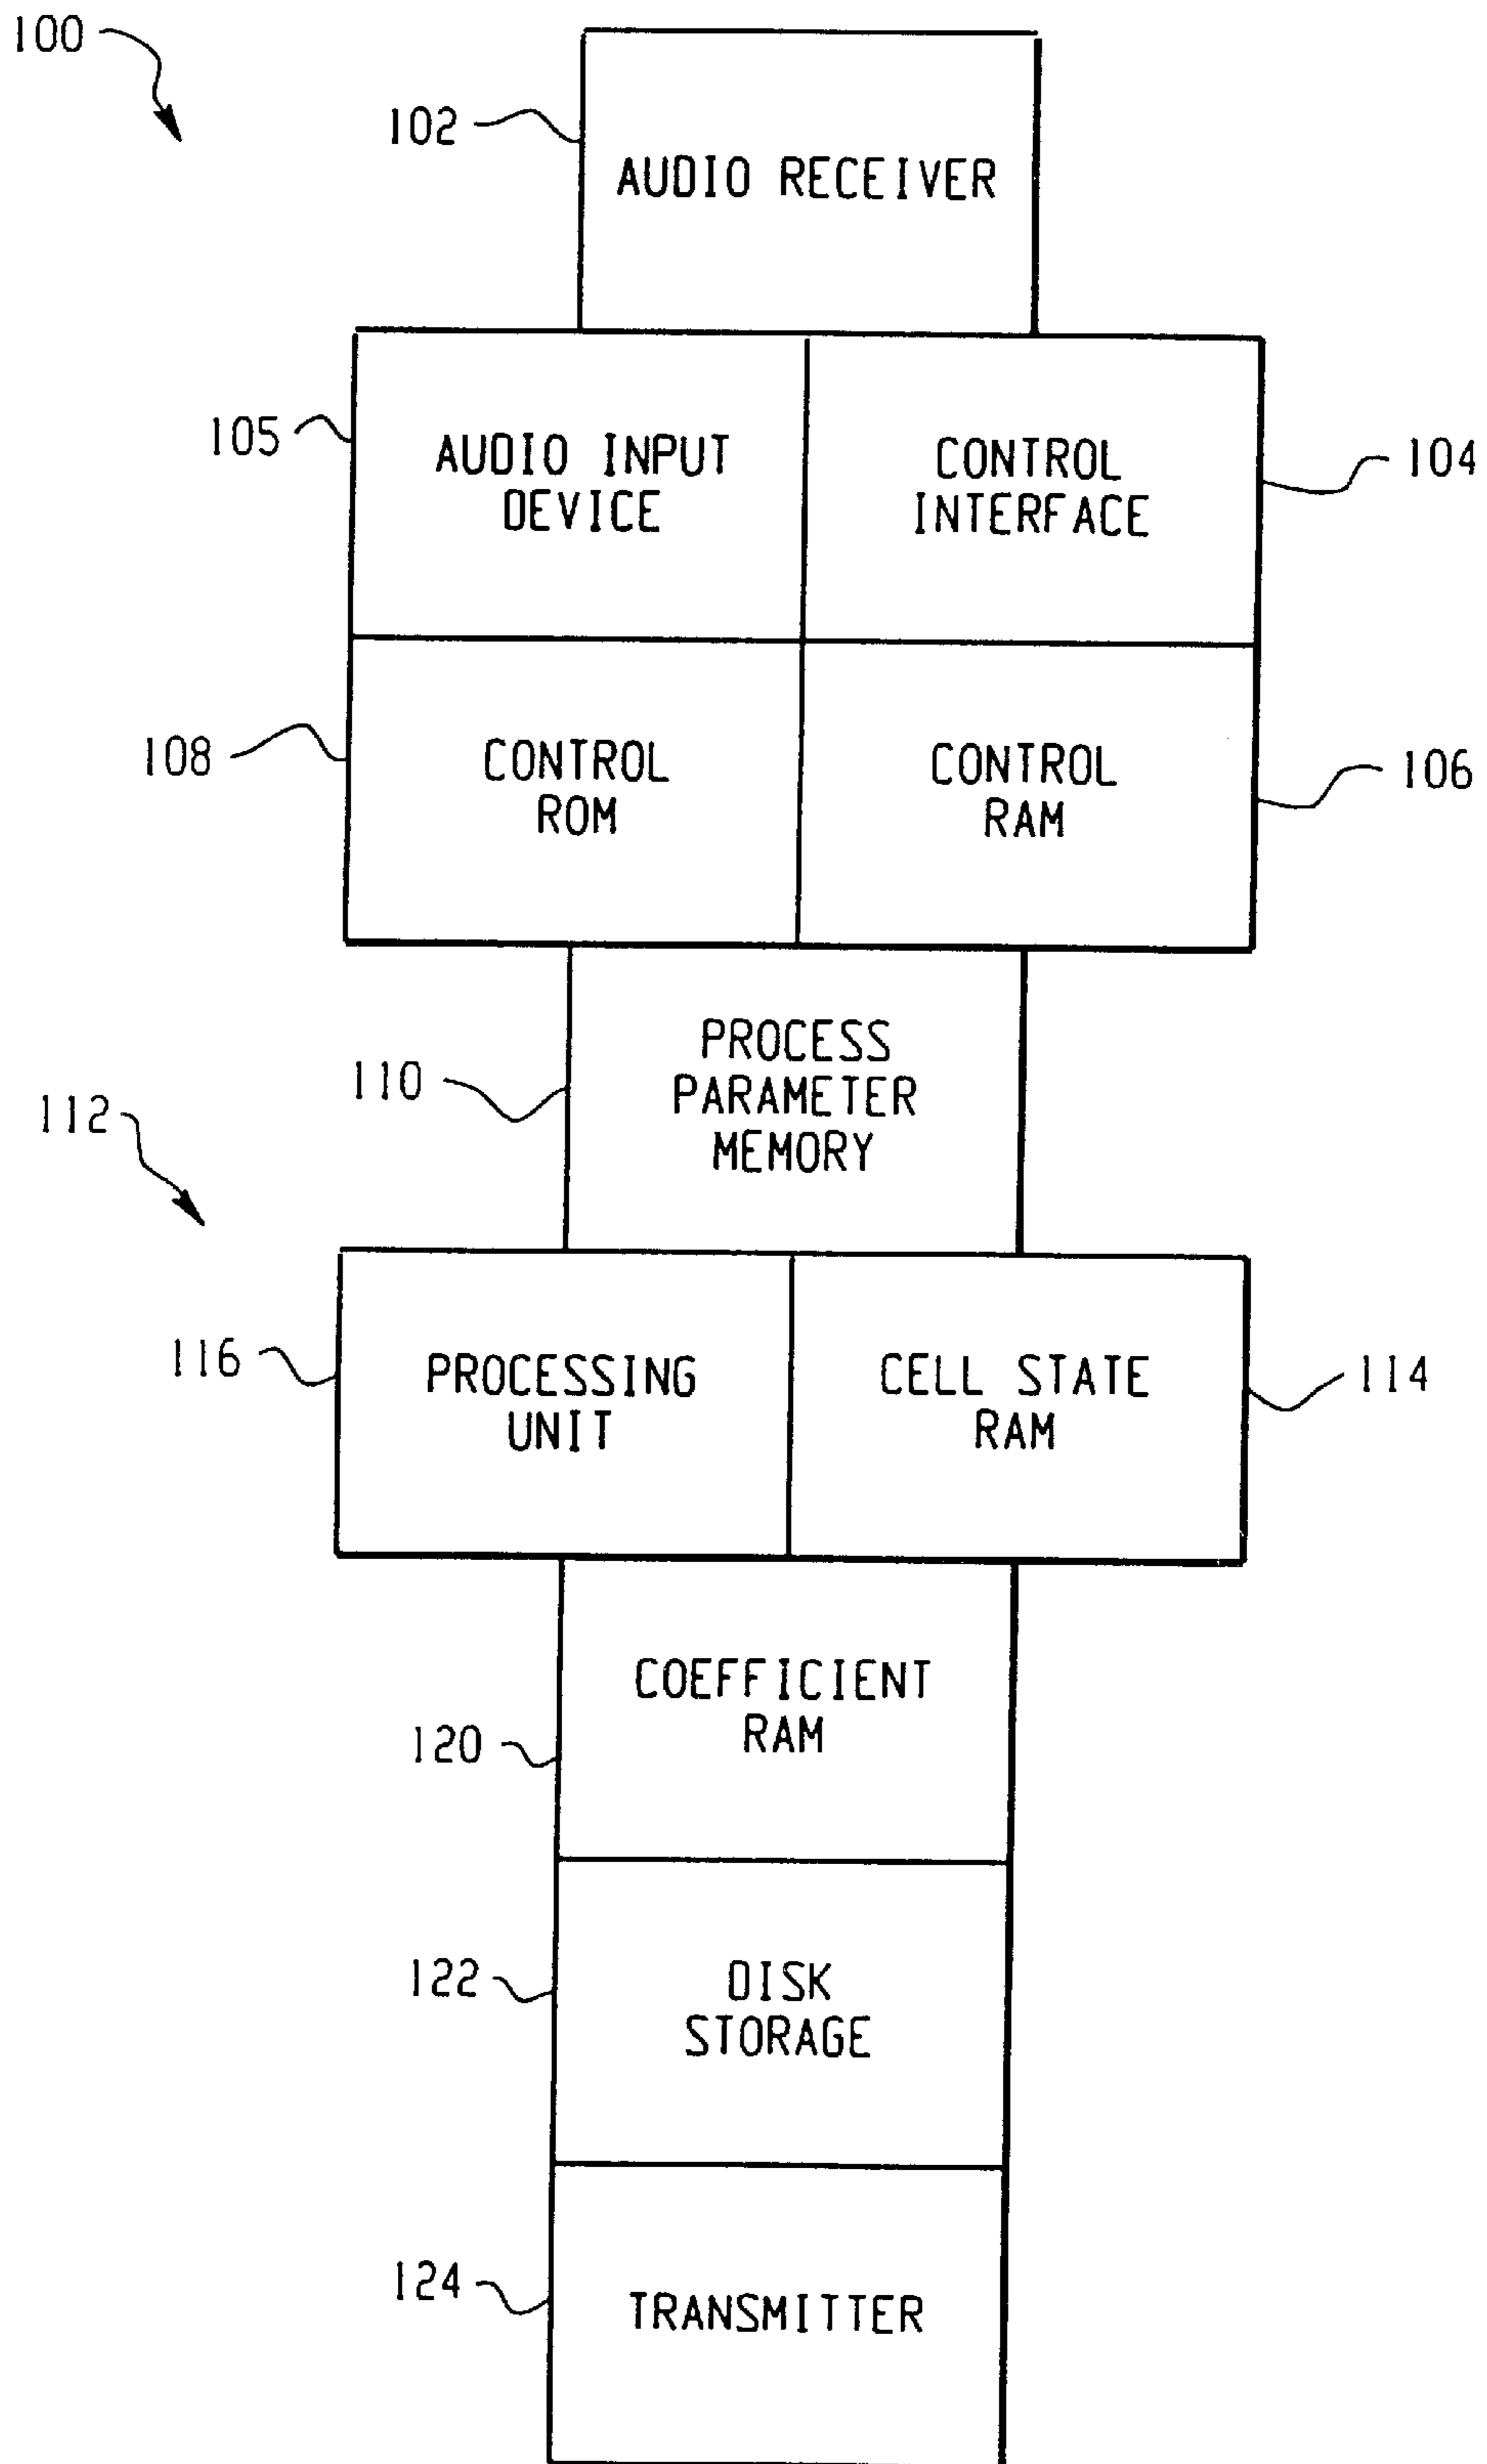 100
102
AUDIO RECEIVER
105
AUDIO INPUT
DEVICE
CONTROL
INTERFACE
104
108
CONTROL
ROM
CONTROL
RAM
106
110
PROCESS
PARAMETER
MEMORY
112
116
PROCESSING
UNIT
CELL STATE
RAM
114
COEFFICIENT
RAM
120
122
DISK
STORAGE
124
TRANSMITTER